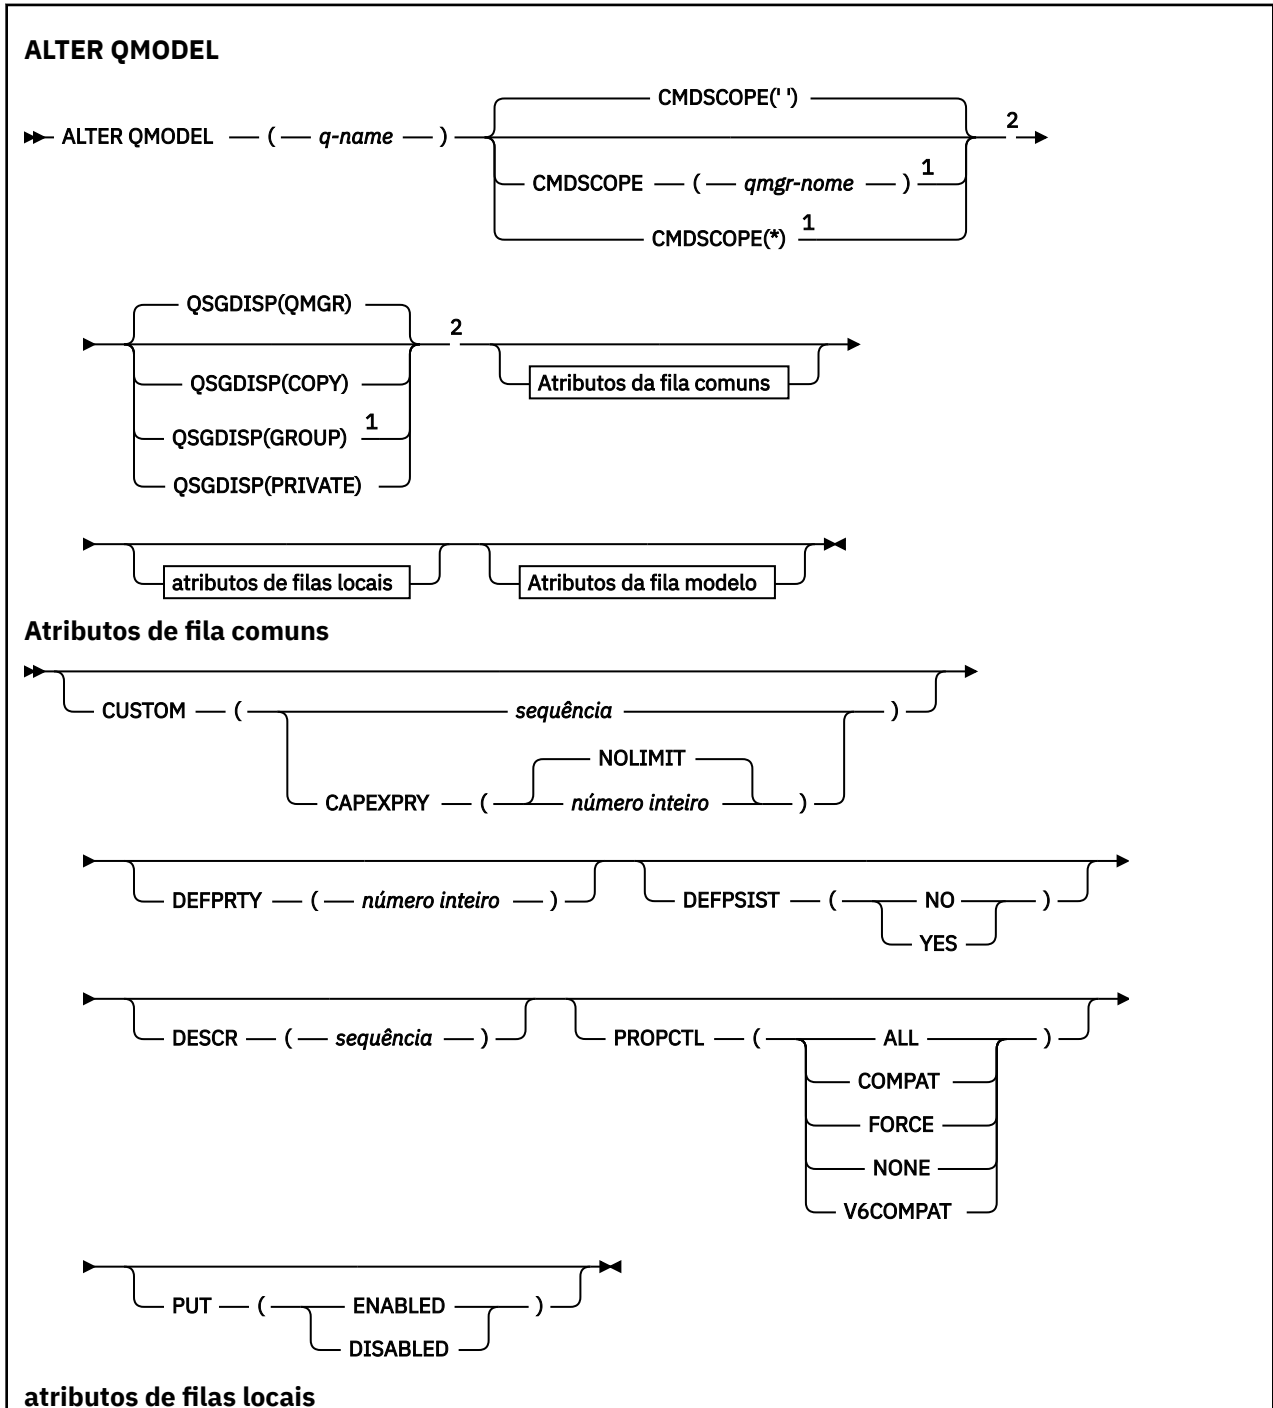 ALTER QMODEL
CMDSCOPE(' ')
ALTER QMODEL ( q-name ) 2
CMDSCOPE ( qmgr-nome ) 1
CMDSCOPE(*) 1
QSGDISP(QMGR)
2
QSGDISP(COPY) Atributos da fila comuns
QSGDISP(GROUP) 1
QSGDISP(PRIVATE)
atributos de filas locais Atributos da fila modelo
Atributos de fila comuns
CUSTOM ( sequência )
NOLIMIT
CAPEXPRY ( número inteiro )
DEFPRTY ( número inteiro ) DEFPSIST ( NO )
YES
DESCR ( sequência ) PROPCTL ( ALL )
COMPAT
FORCE
NONE
V6COMPAT
PUT ( ENABLED )
DISABLED
atributos de filas locais